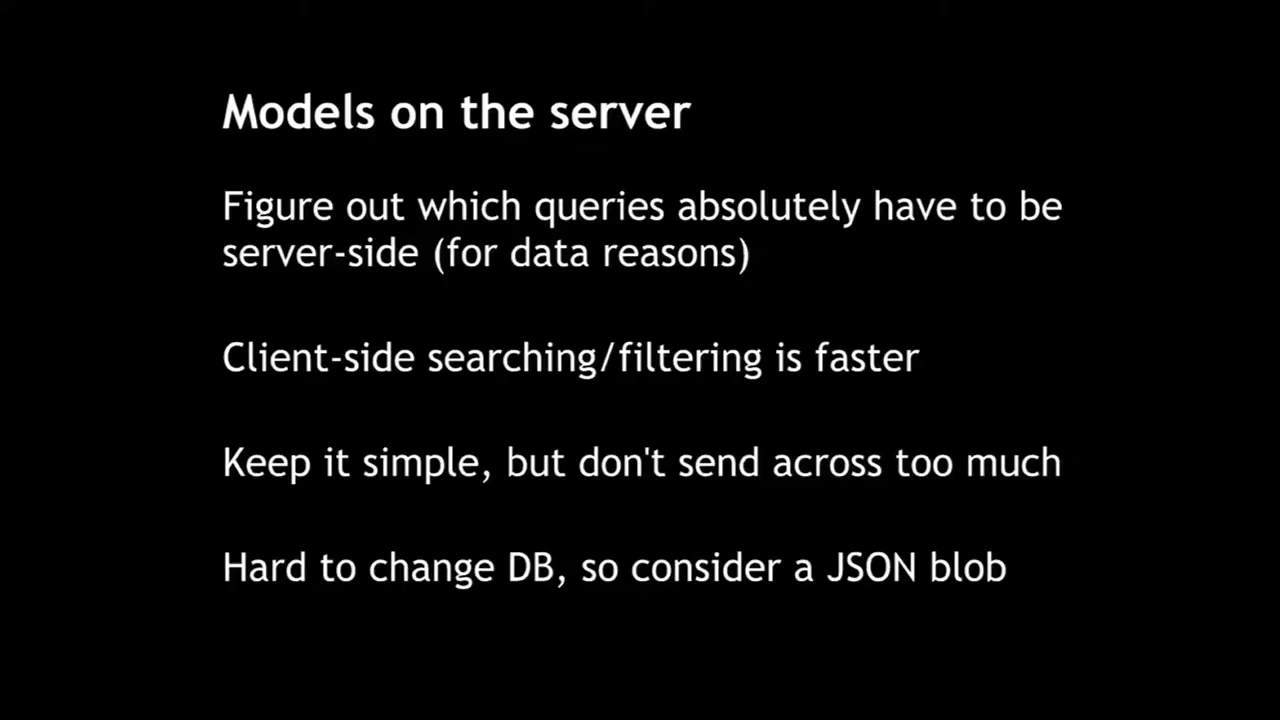 Models on the server
Figure out which queries absolutely have to be
server-side (for data reasons)
Client-side searching/filtering is faster
Keep it simple, but don't send across too much
Hard to change DB, so consider a JSON blob